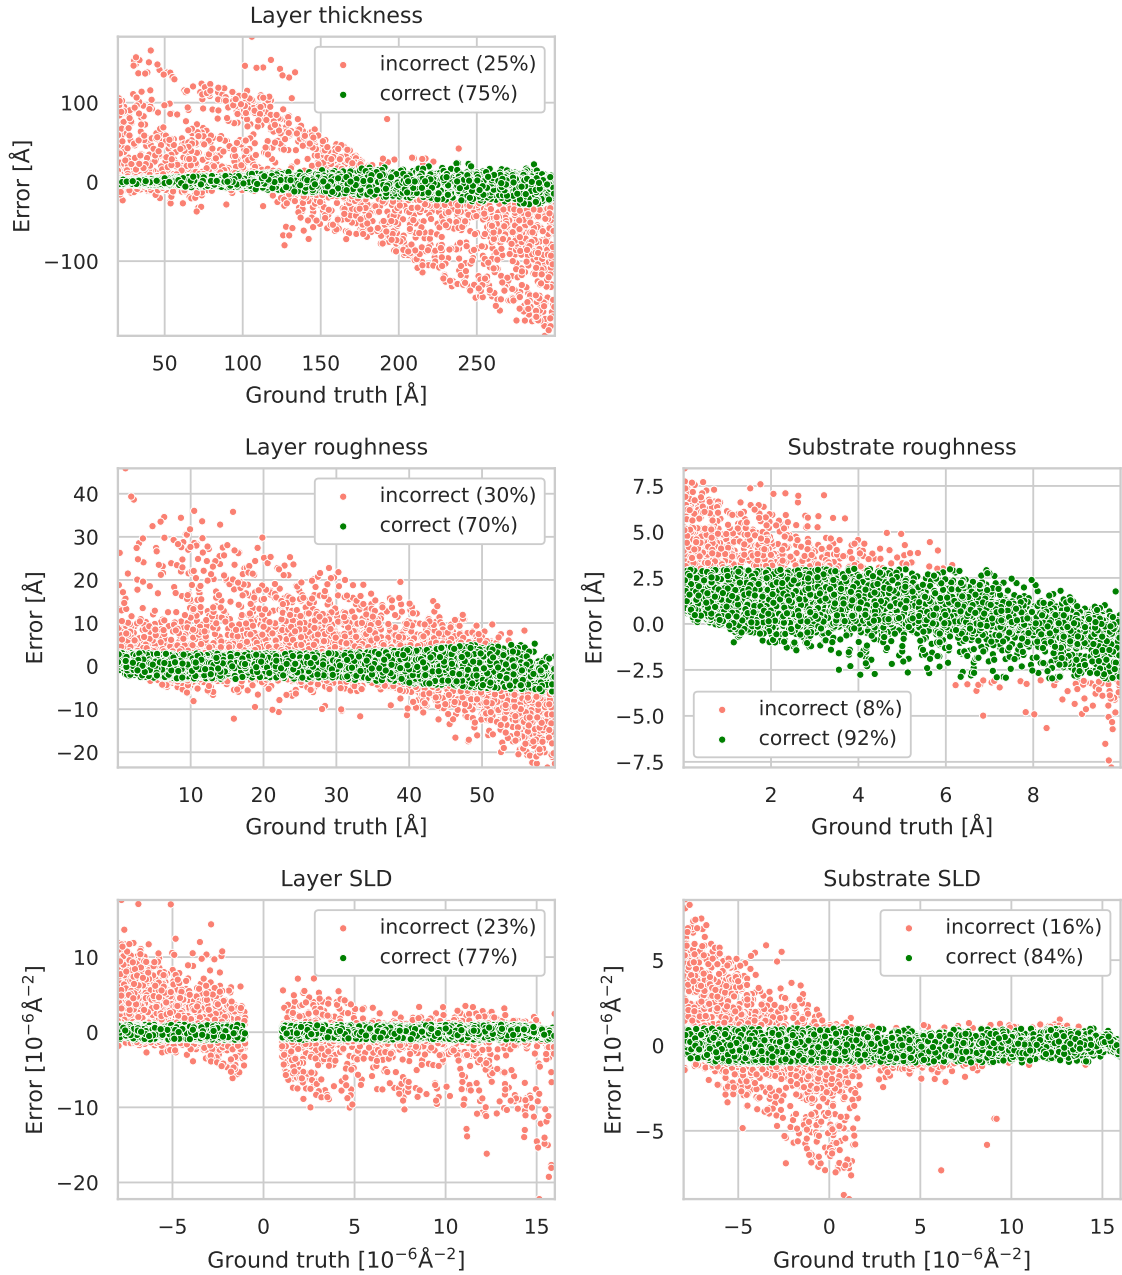 Layer thickness
incorrect (25%)
correct (75%)
Error [Å]
100
0
−100
50 100 150 200 250
Ground truth [Å]
Layer roughness
incorrect (30%)
correct (70%)
Error [Å]
40
30
20
10
0
−10
−20
10 20 30 40 50
Ground truth [Å]
Substrate roughness
Error [Å]
7.5
5.0
2.5
0.0
−2.5
−5.0
−7.5
incorrect (8%)
correct (92%)
2 4 6 8
Ground truth [Å]
Layer SLD
incorrect (23%)
correct (77%)
Error [10⁻⁶Å⁻²]
10
0
−10
−20
−5 0 5 10 15
Ground truth [10⁻⁶Å⁻²]
Substrate SLD
incorrect (16%)
correct (84%)
Error [10⁻⁶Å⁻²]
5
0
−5
−5 0 5 10 15
Ground truth [10⁻⁶Å⁻²]